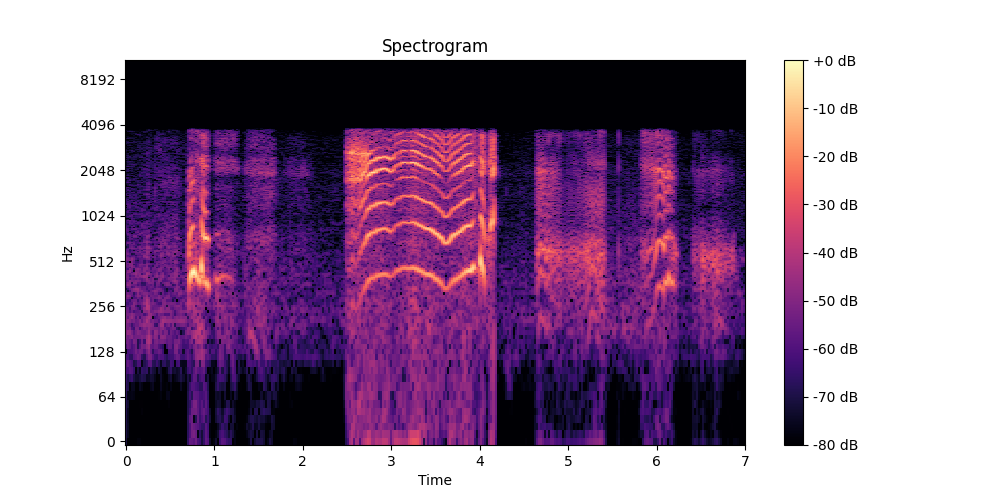 Spectrogram
8192
4096
2048
1024
512
256
128
64
0
Hz
0 1 2 3 4 5 6 7
Time
+0 dB
-10 dB
-20 dB
-30 dB
-40 dB
-50 dB
-60 dB
-70 dB
-80 dB